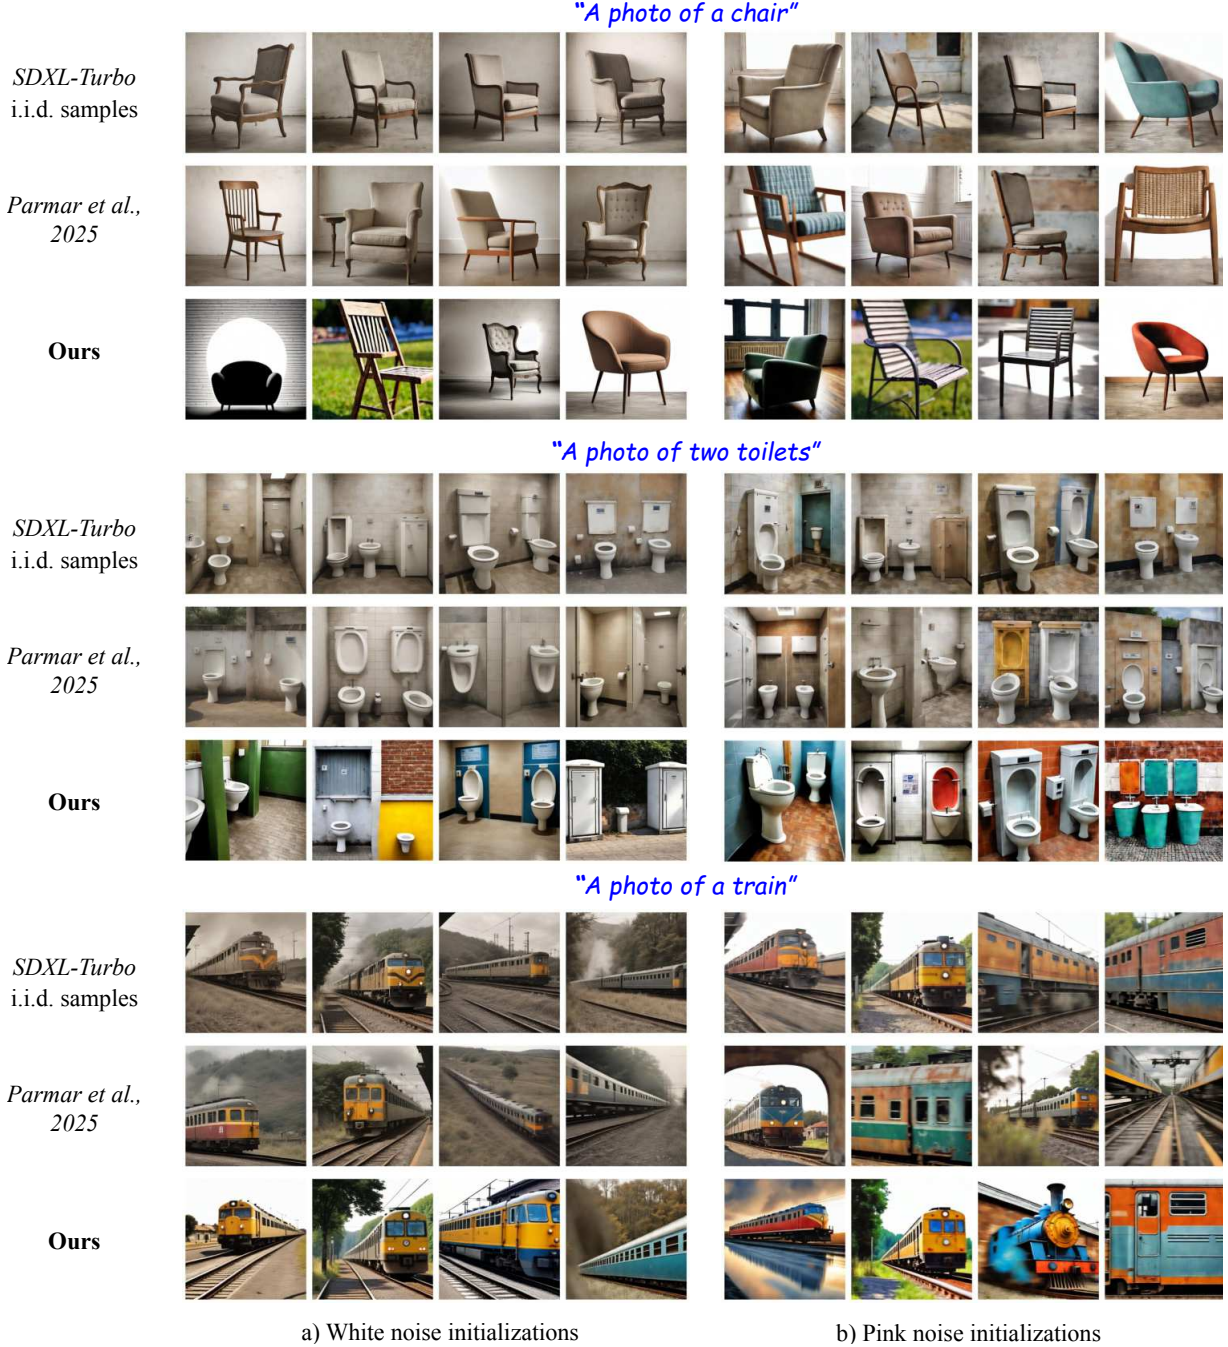 "A photo of a chair"
SDXL-Turbo
i.i.d. samples
Parmar et al.,
2025
Ours
"A photo of two toilets"
SDXL-Turbo
i.i.d. samples
Parmar et al.,
2025
Ours
"A photo of a train"
SDXL-Turbo
i.i.d. samples
Parmar et al.,
2025
Ours
a) White noise initializations
b) Pink noise initializations